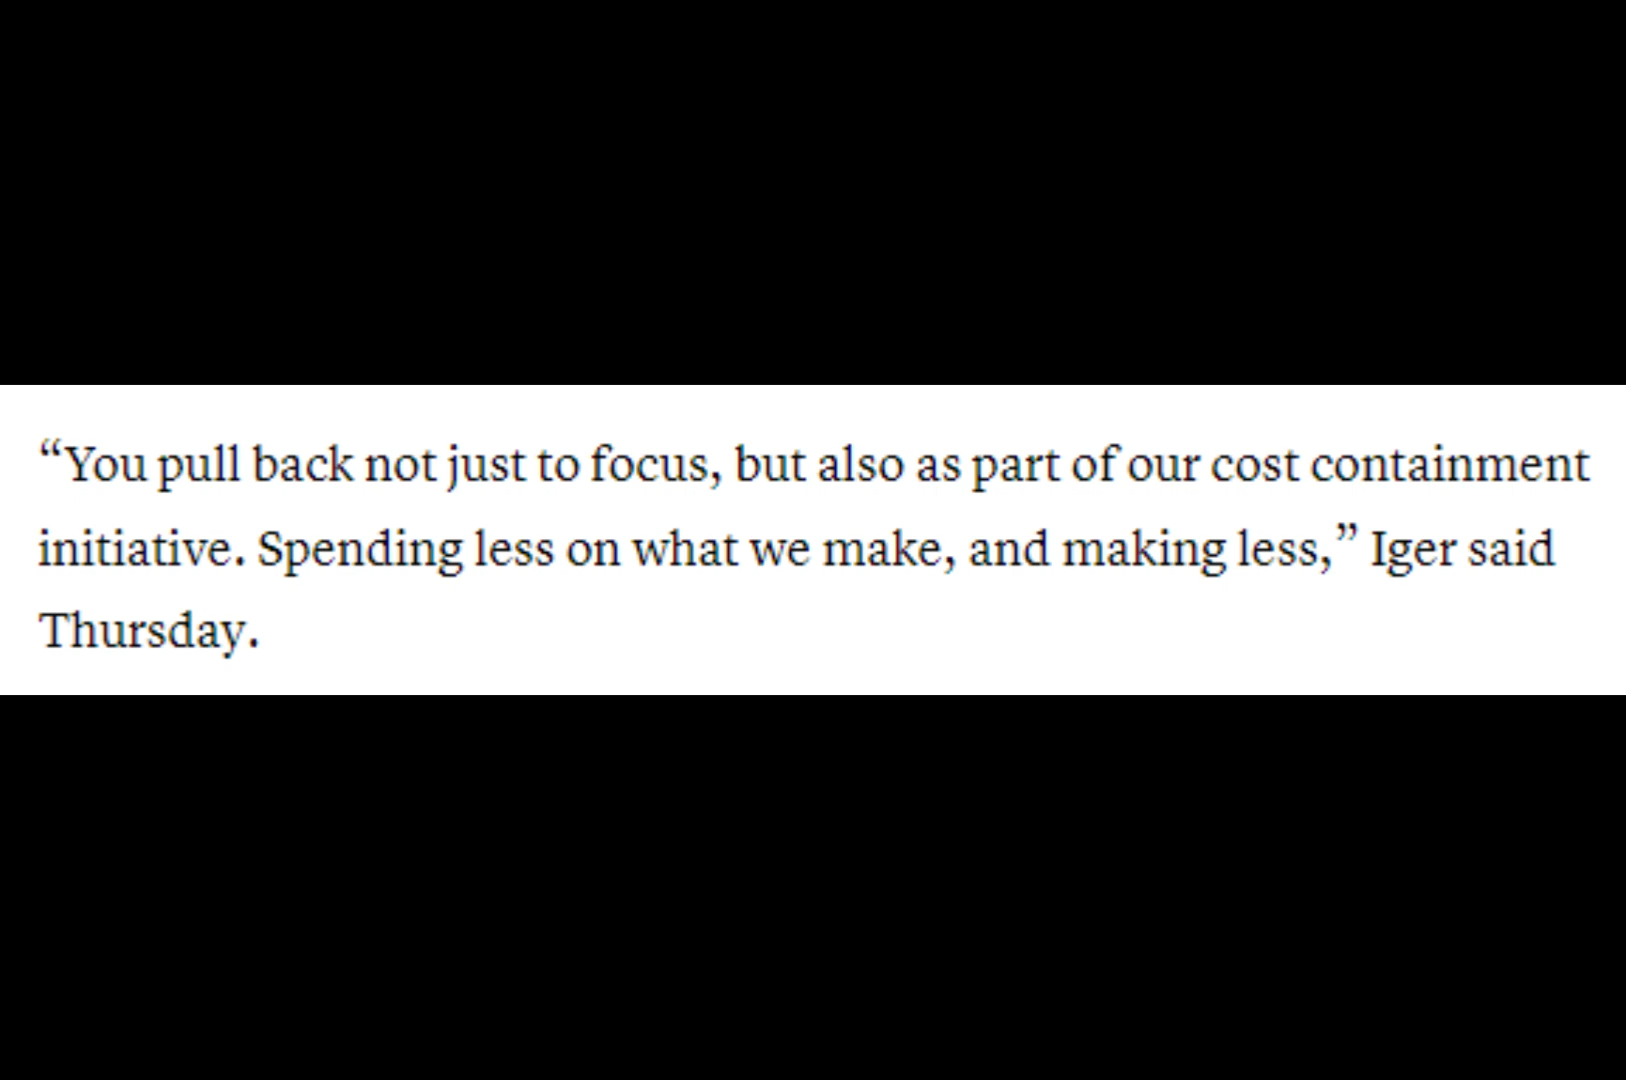 “You pull back not just to focus, but also as part of our cost containment
initiative. Spending less on what we make, and making less,” Iger said
Thursday.